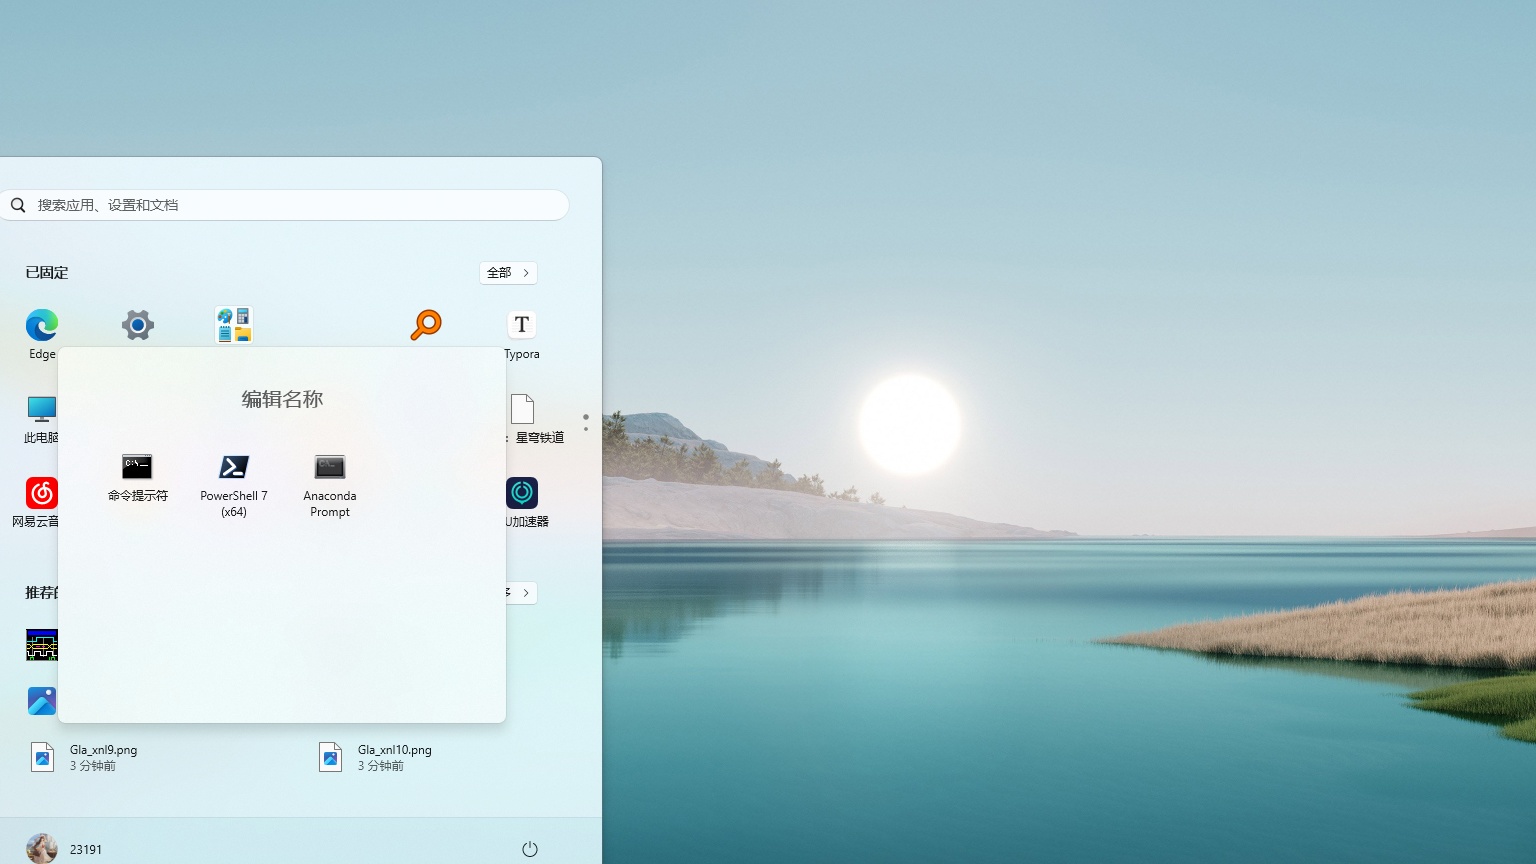 搜索应用、设置和文档
已固定
全部
Edge
Typora
编辑名称
此电脑
星穹铁道
命令提示符
PowerShell 7
(x64)
Anaconda
Prompt
网易云音
U加速器
推荐的
多
Gla_xnl9.png
3 分钟前
Gla_xnl10.png
3 分钟前
23191